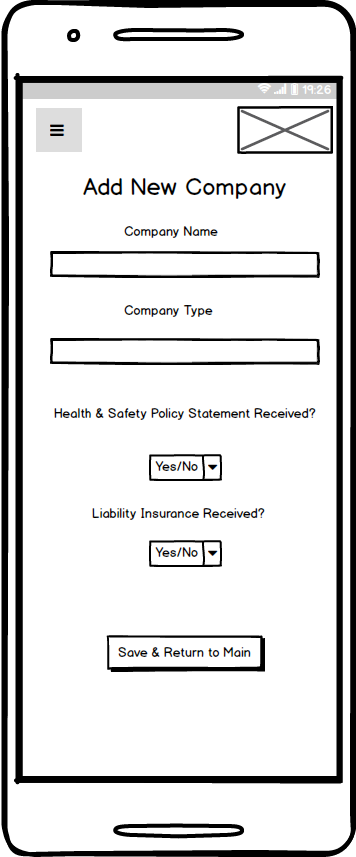 19:26
Add New Company
Company Name
Company Type
Health & Safety Policy Statement Received?
Yes/No
Liability Insurance Received?
Yes/No
Save & Return to Main